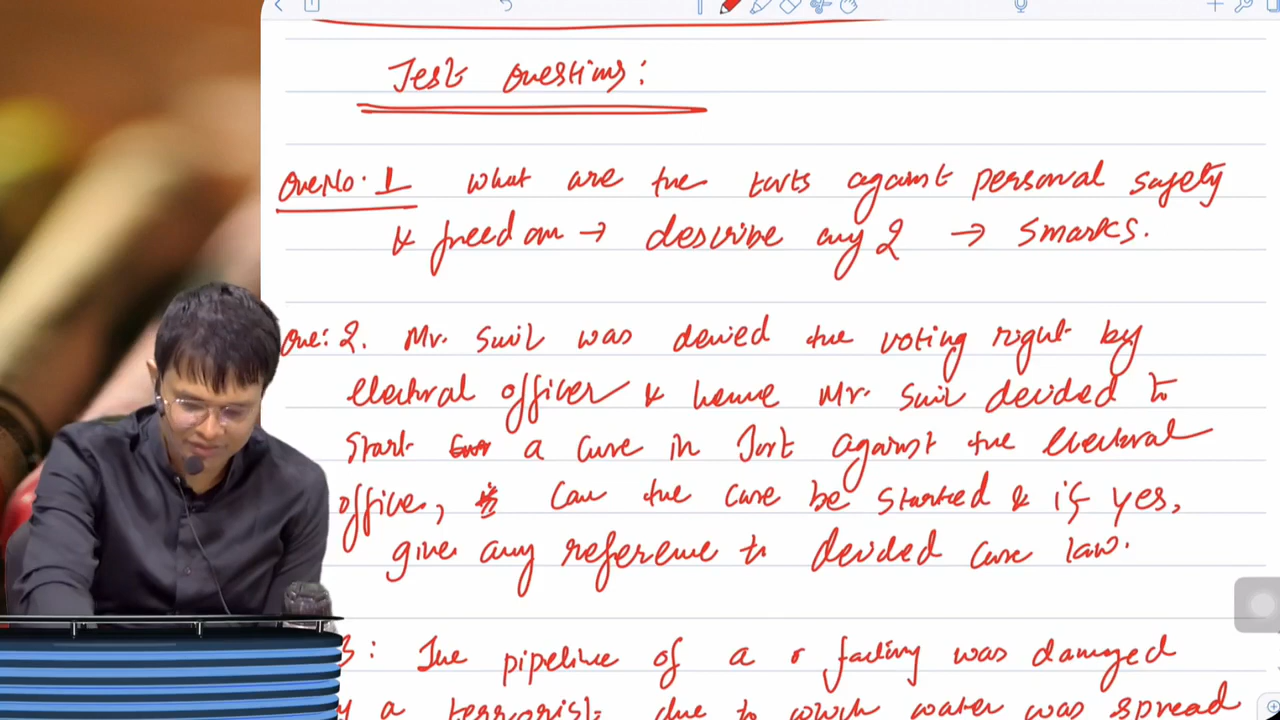 Test Questions:
Que No. 1 What are the torts against personal safety
& freedom → describe any 2 → 5 marks.
Que: 2. Mr. Sunil was denied the voting right by
electoral officer & hence Mr. Sunil decided to
start a case in Tort against the electoral
office, can the case be started & if yes,
give any reference to decided case law.
3: The pipeline of a factory was damaged
y a terrorist, due to which water was spread